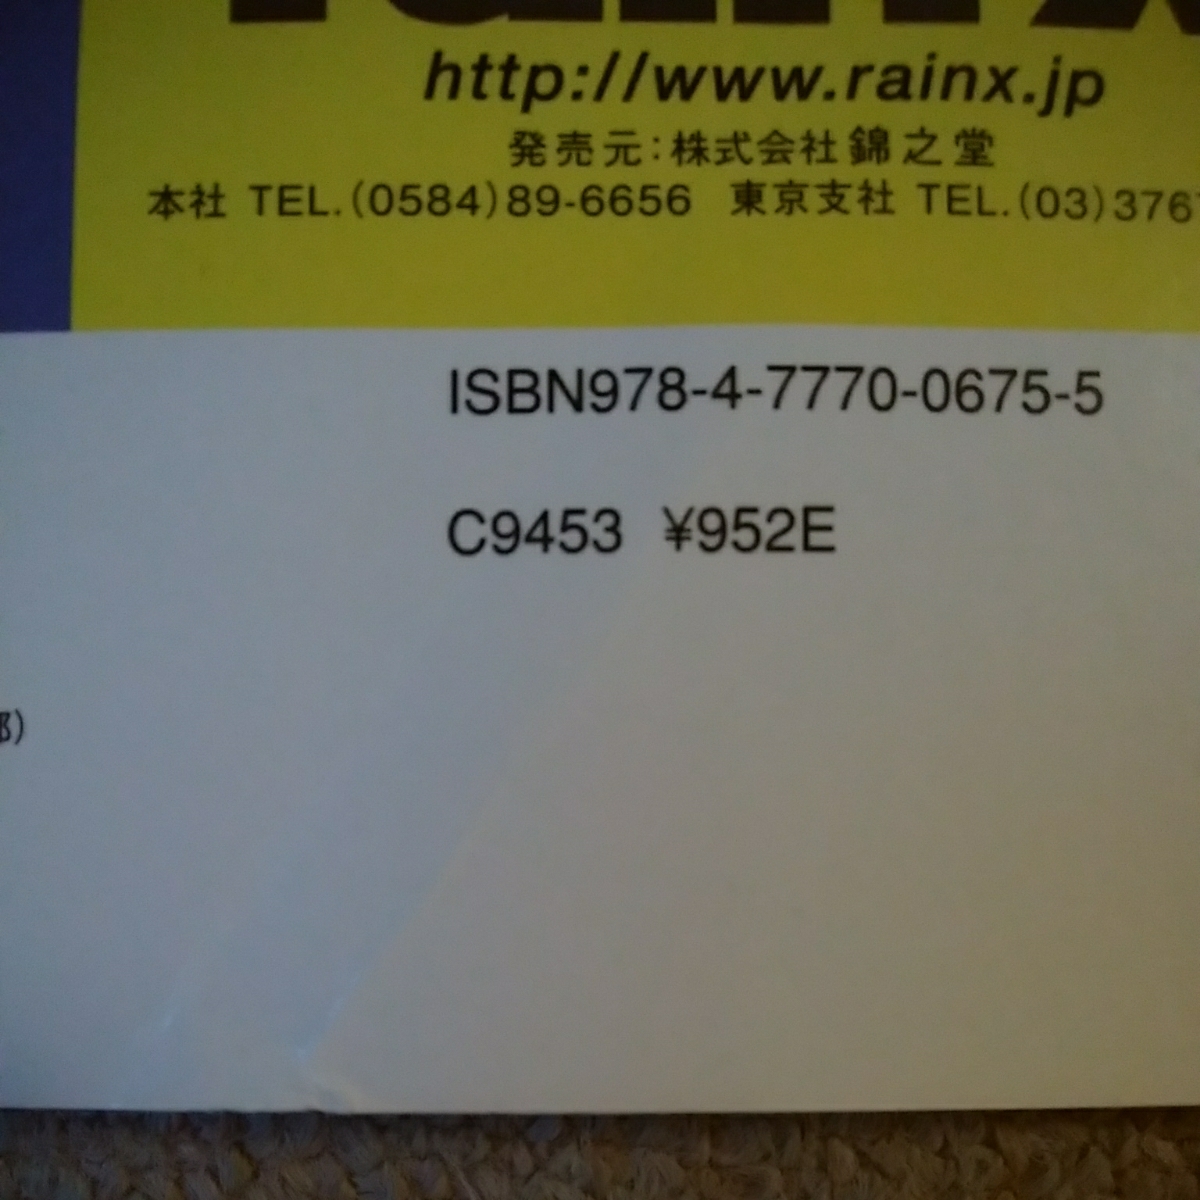 http://www.rainx.jp
発売元:株式会社錦之堂
本社 TEL.(0584)89-6656 東京支社 TEL.(03)376
ISBN978-4-7770-0675-5
C9453 ¥952E
部)